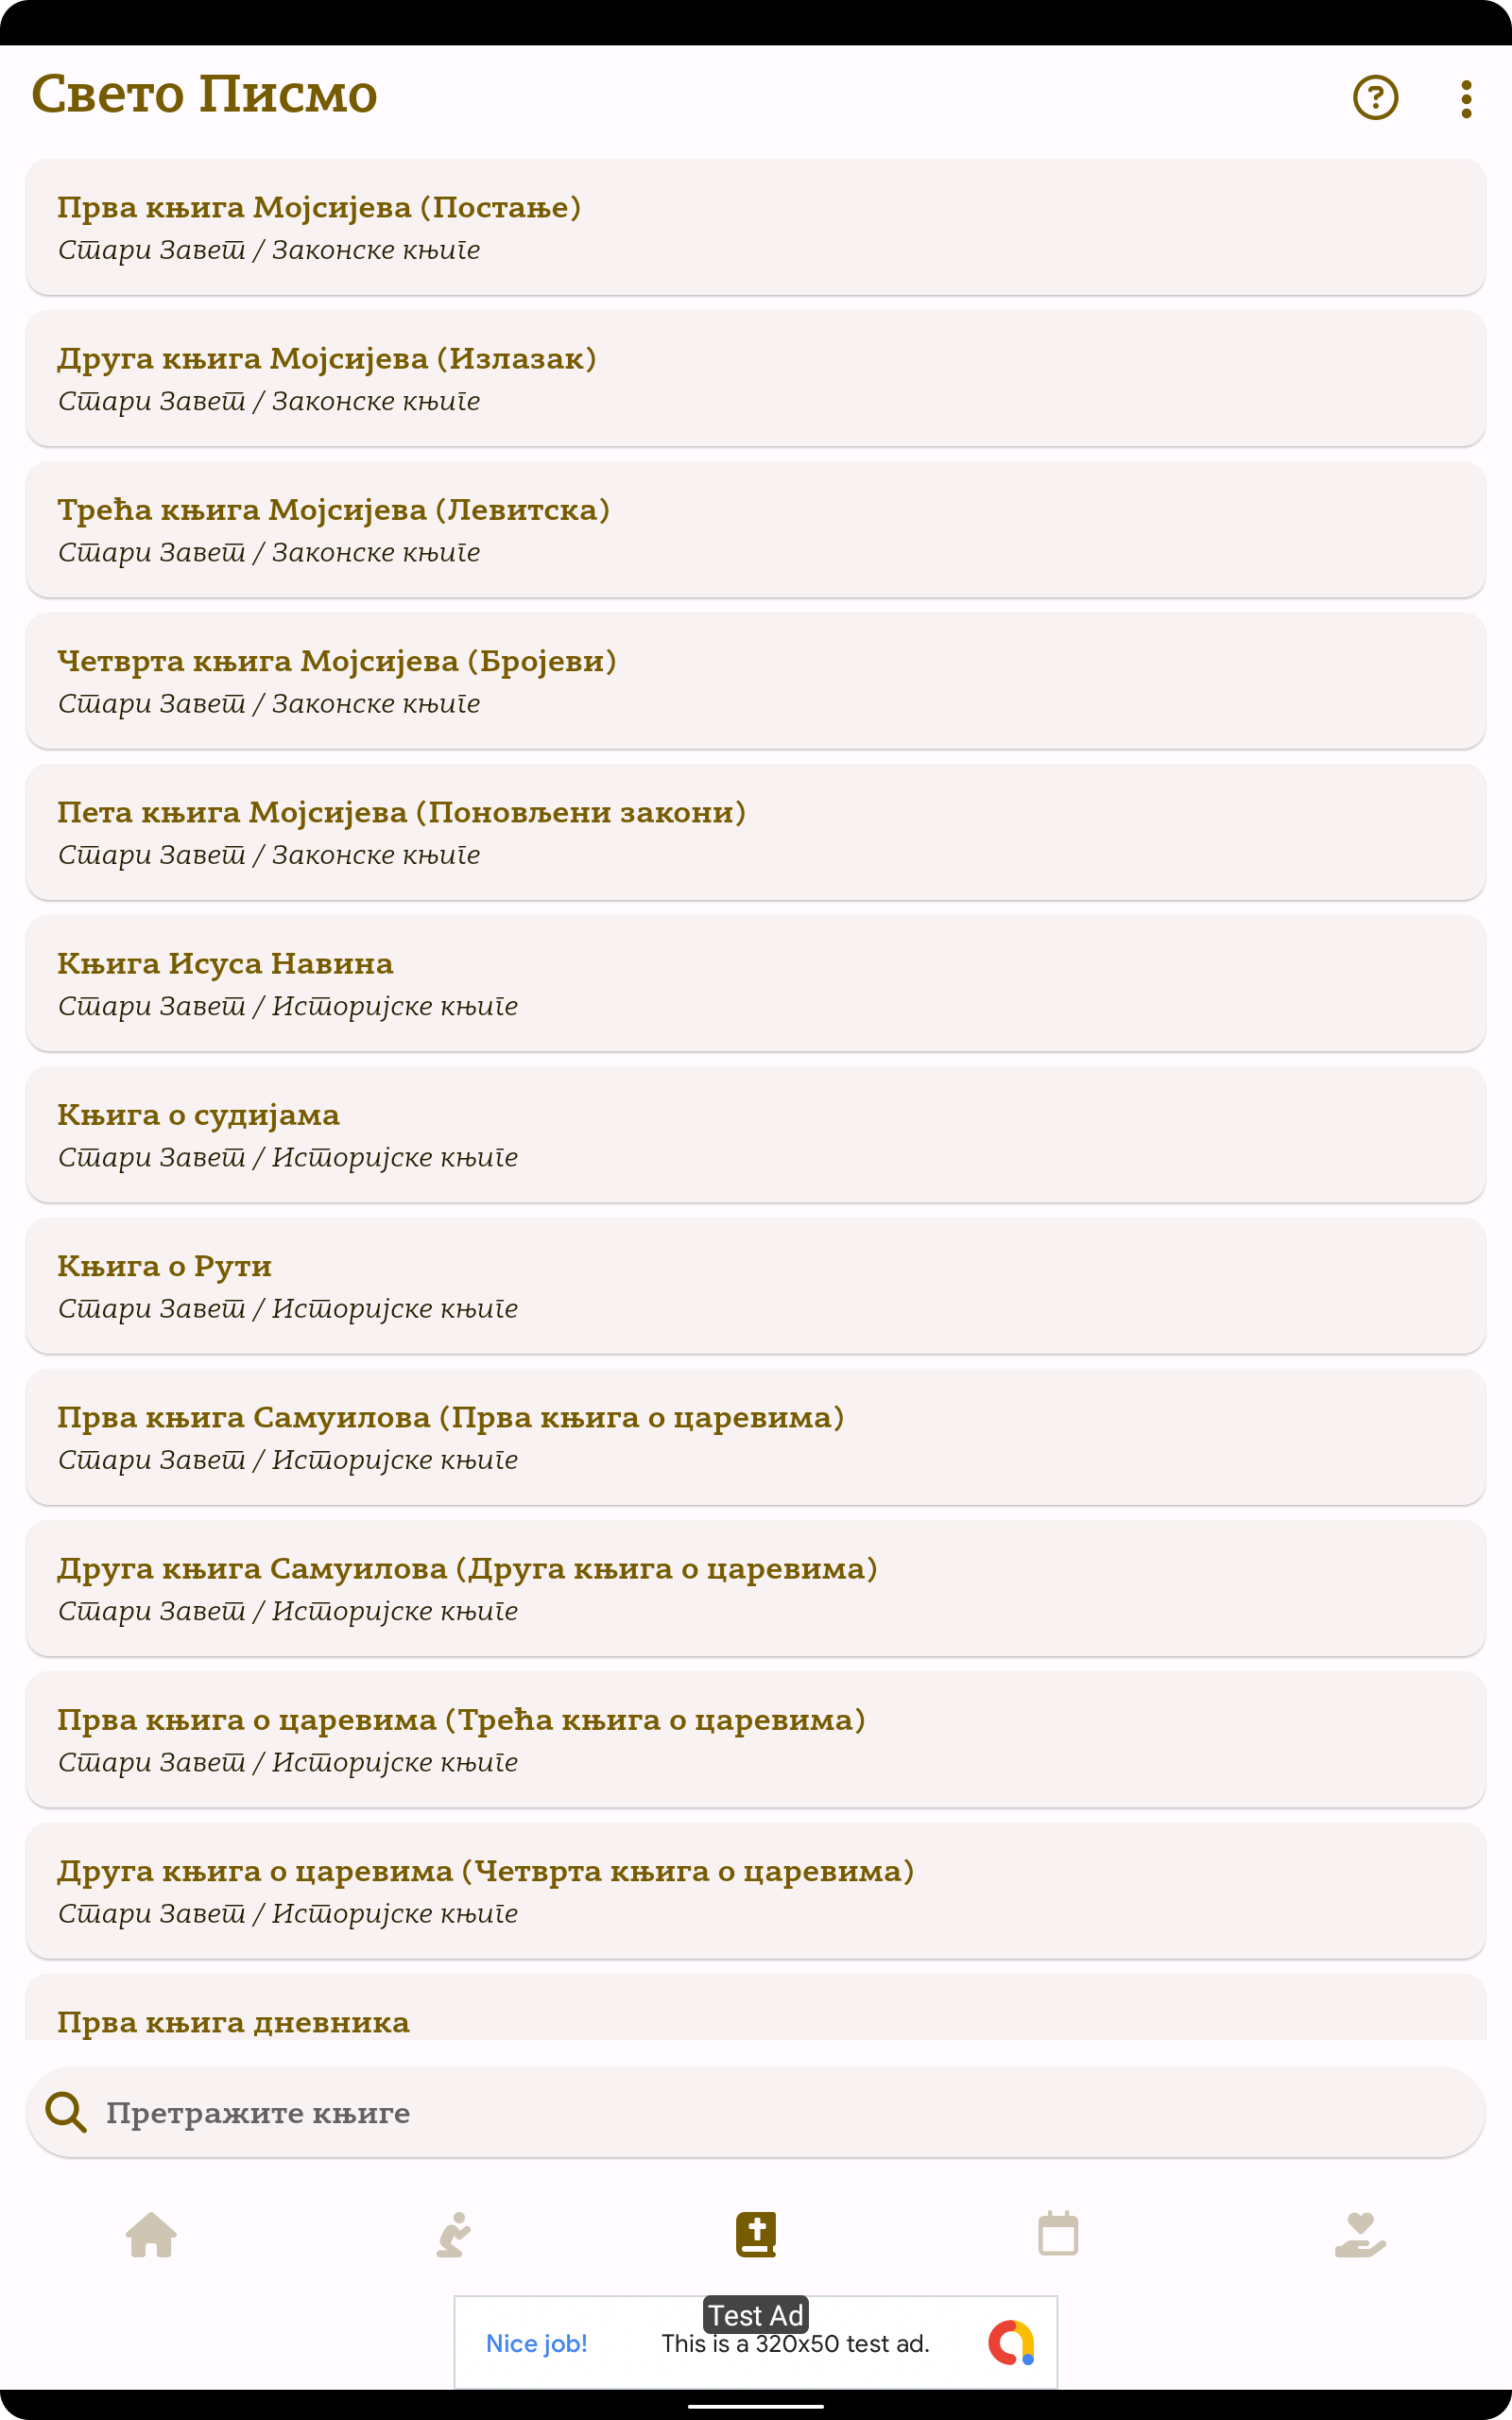 Свето Писмо
Прва књига Мојсијева (Постање)
Стари Завет / Законске књиге
Друга књига Мојсијева (Излазак)
Стари Завет / Законске књиге
Трећа књига Мојсијева (Левитска)
Стари Завет / Законске књиге
Четврта књига Мојсијева (Бројеви)
Стари Завет / Законске књиге
Пета књига Мојсијева (Поновљени закони)
Стари Завет / Законске књиге
Књига Исуса Навина
Стари Завет / Историјске књиге
Књига о судијама
Стари Завет / Историјске књиге
Књига о Рути
Стари Завет / Историјске књиге
Прва књига Самуилова (Прва књига о царевима)
Стари Завет / Историјске књиге
Друга књига Самуилова (Друга књига о царевима)
Стари Завет / Историјске књиге
Прва књига о царевима (Трећа књига о царевима)
Стари Завет / Историјске књиге
Друга књига о царевима (Четврта књига о царевима)
Стари Завет / Историјске књиге
Прва књига дневника
Претражите књиге
Test Ad
Nice job! This is a 320x50 test ad.